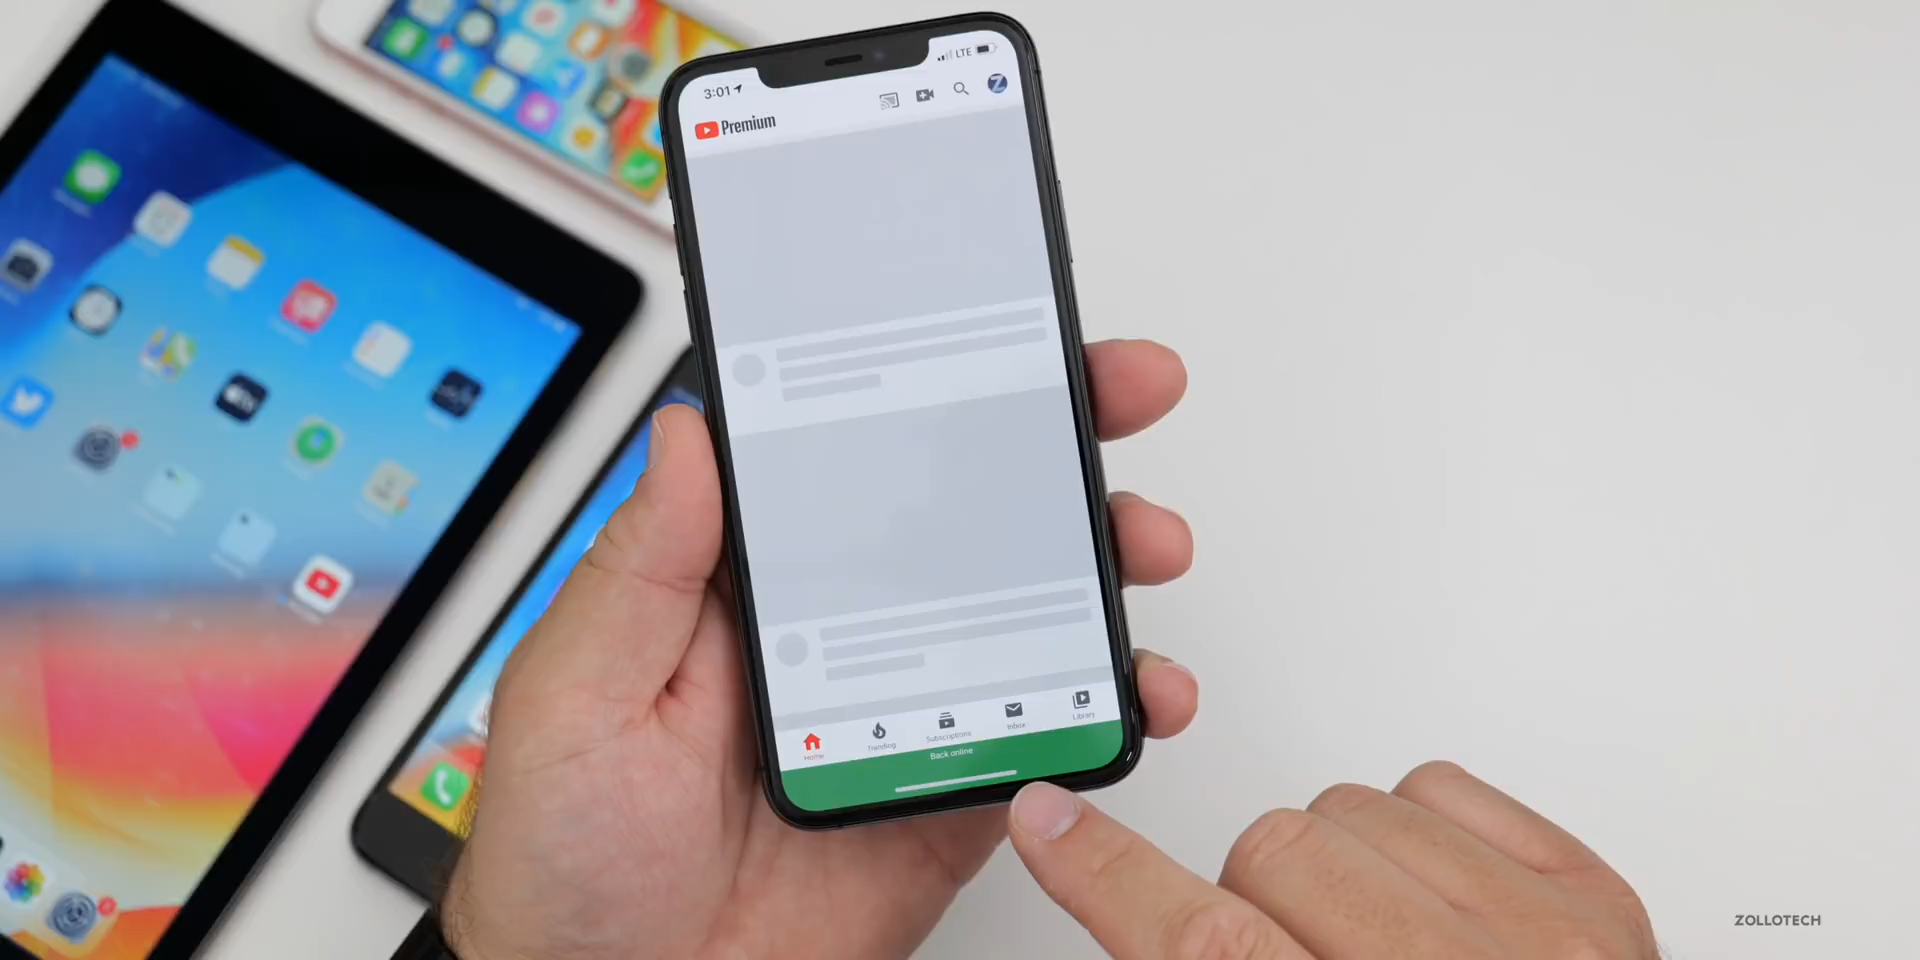 3:01
LTE
Premium
Home
Trending
Subscriptions
Inbox
Library
Back online
ZOLLOTECH